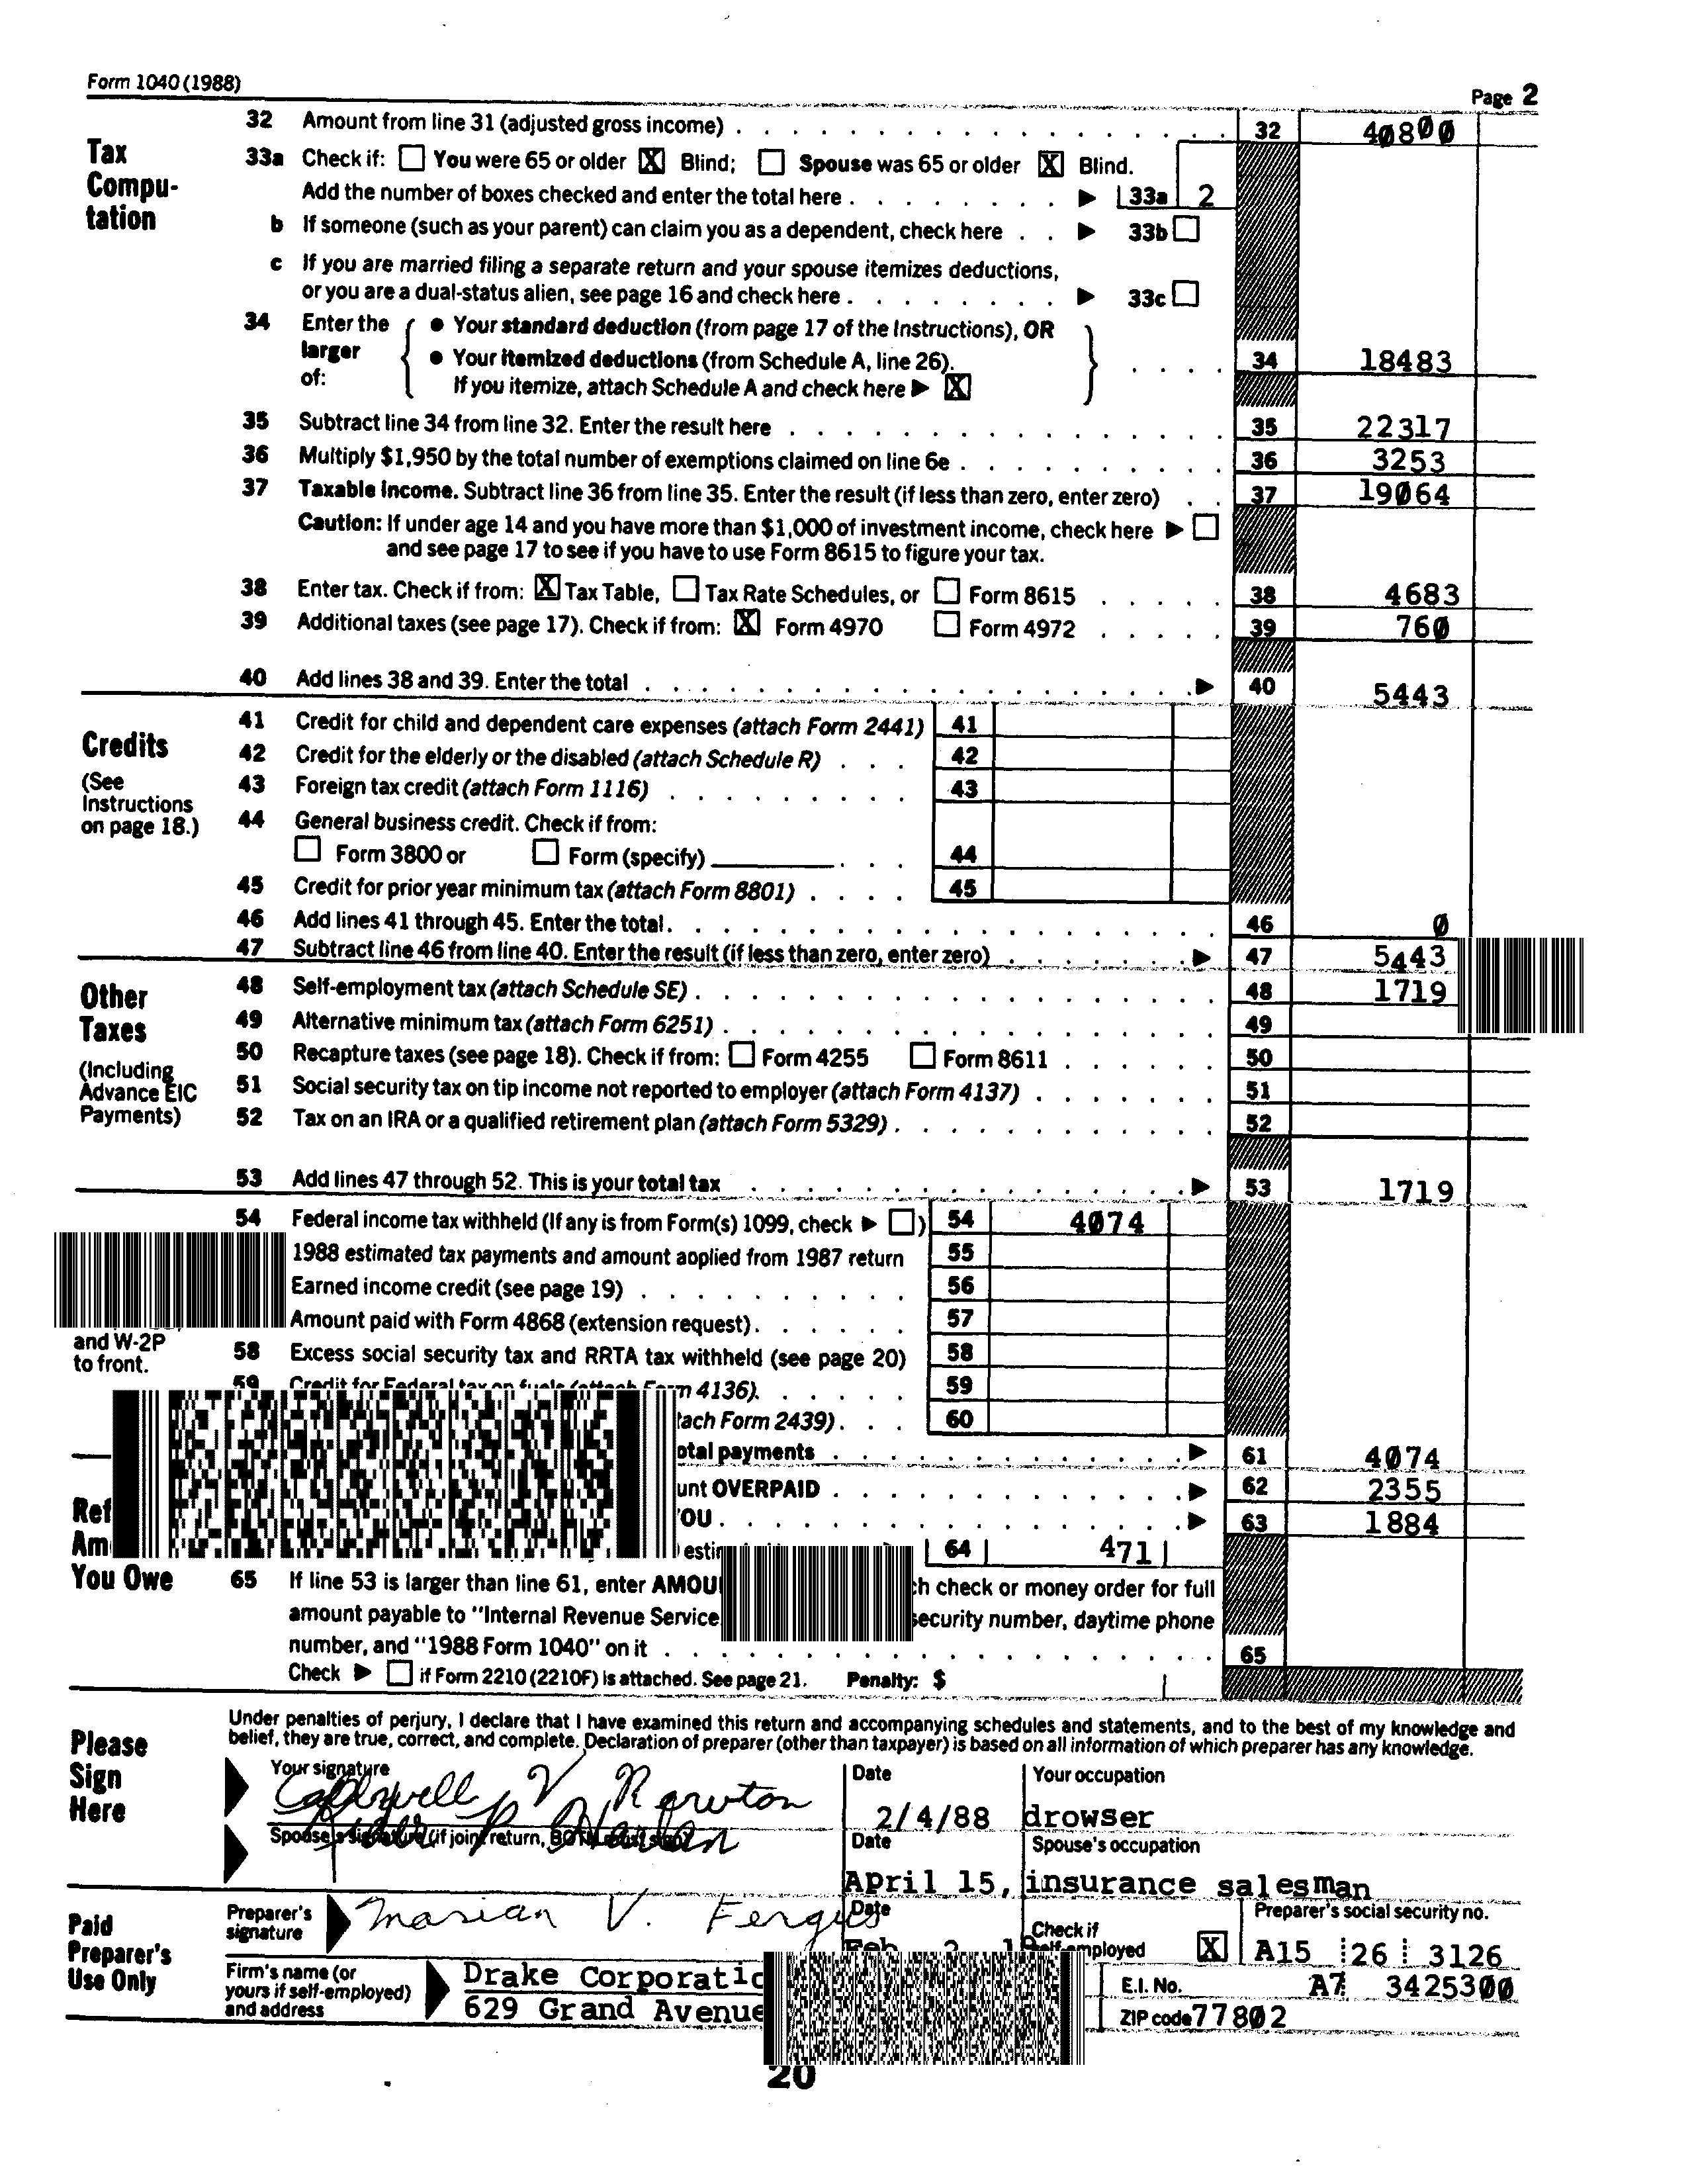 Form 1040 (1988)
Page 2
Tax Compu-tation
32 Amount from line 31 (adjusted gross income) 32 40800
33a Check if: You were 65 or older X Blind; Spouse was 65 or older X Blind.
Add the number of boxes checked and enter the total here 33a 2
b If someone (such as your parent) can claim you as a dependent, check here 33b
c If you are married filing a separate return and your spouse itemizes deductions,
or you are a dual-status alien, see page 16 and check here 33c
34 Enter the larger of: { ● Your standard deduction (from page 17 of the Instructions), OR
● Your itemized deductions (from Schedule A, line 26).
If you itemize, attach Schedule A and check here X } 34 18483
35 Subtract line 34 from line 32. Enter the result here 35 22317
36 Multiply $1,950 by the total number of exemptions claimed on line 6e 36 3253
37 Taxable income. Subtract line 36 from line 35. Enter the result (if less than zero, enter zero) 37 19064
Caution: If under age 14 and you have more than $1,000 of investment income, check here
and see page 17 to see if you have to use Form 8615 to figure your tax.
38 Enter tax. Check if from: X Tax Table, Tax Rate Schedules, or Form 8615 38 4683
39 Additional taxes (see page 17). Check if from: X Form 4970 Form 4972 39 760
40 Add lines 38 and 39. Enter the total 40 5443
Credits
(See Instructions on page 18.)
41 Credit for child and dependent care expenses (attach Form 2441) 41
42 Credit for the elderly or the disabled (attach Schedule R) 42
43 Foreign tax credit (attach Form 1116) 43
44 General business credit. Check if from:
Form 3800 or Form (specify) 44
45 Credit for prior year minimum tax (attach Form 8801) 45
46 Add lines 41 through 45. Enter the total 46 0
47 Subtract line 46 from line 40. Enter the result (if less than zero, enter zero) 47 5443
Other Taxes
(Including Advance EIC Payments)
48 Self-employment tax (attach Schedule SE) 48 1719
49 Alternative minimum tax (attach Form 6251) 49
50 Recapture taxes (see page 18). Check if from: Form 4255 Form 8611 50
51 Social security tax on tip income not reported to employer (attach Form 4137) 51
52 Tax on an IRA or a qualified retirement plan (attach Form 5329) 52
53 Add lines 47 through 52. This is your total tax 53 1719
54 Federal income tax withheld (If any is from Form(s) 1099, check ) 54 4074
1988 estimated tax payments and amount applied from 1987 return 55
Earned income credit (see page 19) 56
Amount paid with Form 4868 (extension request) 57
and W-2P to front.
58 Excess social security tax and RRTA tax withheld (see page 20) 58
59 Credit for Federal tax on fuels (attach Form 4136) 59
Form 2439) 60
payments 61 4074
OVERPAID 62 2355
63 1884
64 471
You Owe
65 If line 53 is larger than line 61, enter check or money order for full
amount payable to "Internal Revenue Service security number, daytime phone
number, and "1988 Form 1040" on it 65
Check if Form 2210 (2210F) is attached. See page 21. Penalty: $
Please Sign Here
Under penalties of perjury, I declare that I have examined this return and accompanying schedules and statements, and to the best of my knowledge and
belief, they are true, correct, and complete. Declaration of preparer (other than taxpayer) is based on all information of which preparer has any knowledge.
Your signature Date Your occupation
V Newton 2/4/88 drowser
Spouse's signature (if joint return, BOTH must sign) Date Spouse's occupation
P April 15, insurance salesman
Paid Preparer's Use Only
Preparer's signature Marian V. Fergus Date Feb Check if self-employed X Preparer's social security no.
A15 26 3126
Firm's name (or yours if self-employed) and address
Drake E.I. No. A7 3425300
629 Grand Avenue ZIP code 77802
20